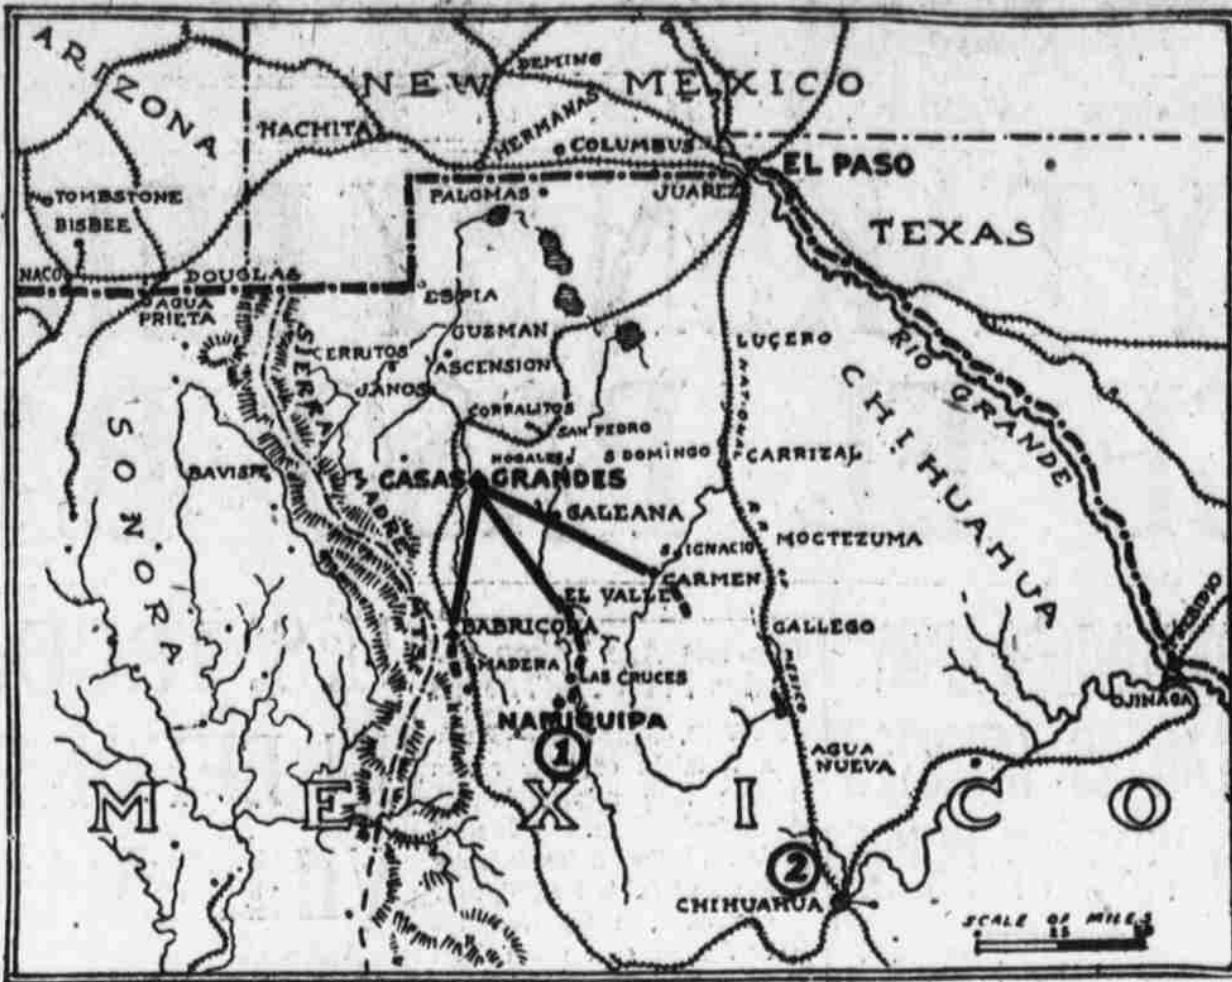 ARIZONA
NEW MEXICO
DEMING
HERMANAS
HACHITA
COLUMBUS
EL PASO
TOMBSTONE
BISBEE
PALOMAS
JUAREZ
TEXAS
NACO
DOUGLAS
AGUA
PRIETA
ESPIA
GUSMAN
SIERRA MADRE
CERRITOS
ASCENSION
JANOS
LUCERO
RIO GRANDE
CHIHUAHUA
CORRALITOS
SAN PEDRO
NATIONAL
SONORA
BAVISPE
NOGALES
S DOMINGO
CARRIZAL
CASAS GRANDES
GALEANA
R.R.
MOCTEZUMA
S. IGNACIO
CARMEN
EL VALLE
BABRICORA
GALLEGO
MADERA
LAS CRUCES
MEXICO
OJINAGA
NAMIQUIPA
1
AGUA
NUEVA
MEXICO
2
CHIHUAHUA
SCALE OF MILES